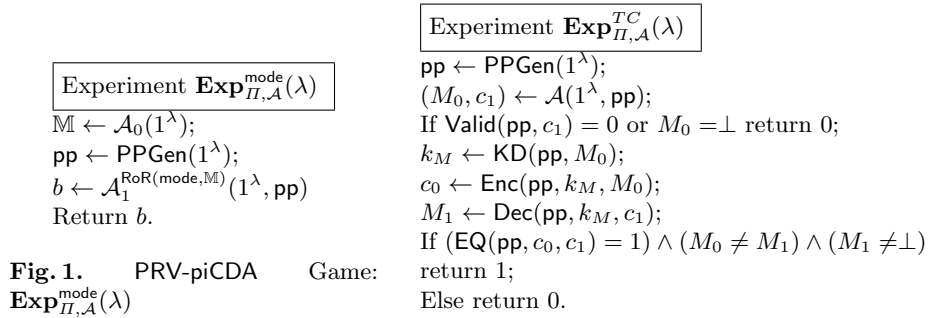 Experiment Exp^{mode}_{Π,A}(λ)
𝕄 ← A_0(1^λ);
pp ← PPGen(1^λ);
b ← A_1^{RoR(mode,𝕄)}(1^λ, pp)
Return b.
Fig. 1. PRV-piCDA Game:
Exp^{mode}_{Π,A}(λ)
Experiment Exp^{TC}_{Π,A}(λ)
pp ← PPGen(1^λ);
(M_0, c_1) ← A(1^λ, pp);
If Valid(pp, c_1) = 0 or M_0 =⊥ return 0;
k_M ← KD(pp, M_0);
c_0 ← Enc(pp, k_M, M_0);
M_1 ← Dec(pp, k_M, c_1);
If (EQ(pp, c_0, c_1) = 1) ∧ (M_0 ≠ M_1) ∧ (M_1 ≠⊥)
return 1;
Else return 0.